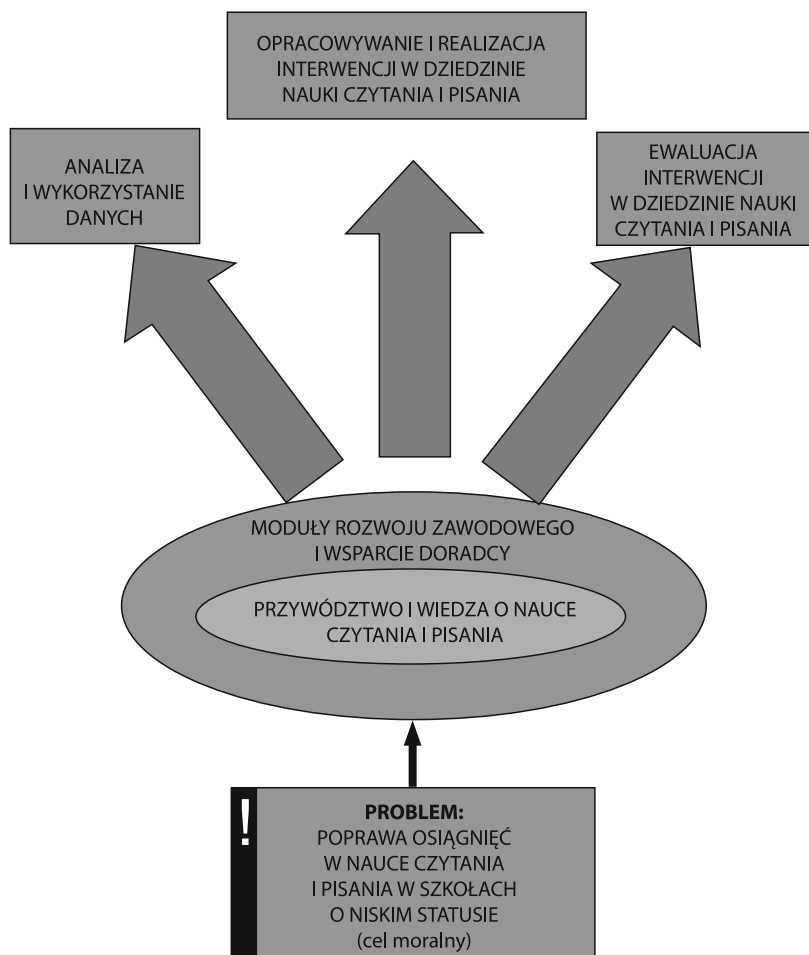 OPRACOWYWANIE I REALIZACJA
INTERWENCJI W DZIEDZINIE
NAUKI CZYTANIA I PISANIA
ANALIZA
I WYKORZYSTANIE
DANYCH
EWALUACJA
INTERWENCJI
W DZIEDZINIE NAUKI
CZYTANIA I PISANIA
MODUŁY ROZWOJU ZAWODOWEGO
I WSPARCIE DORADCY
PRZYWÓDZTWO I WIEDZA O NAUCE
CZYTANIA I PISANIA
!
PROBLEM:
POPRAWA OSIĄGNIĘĆ
W NAUCE CZYTANIA
I PISANIA W SZKOŁACH
O NISKIM STATUSIE
(cel moralny)